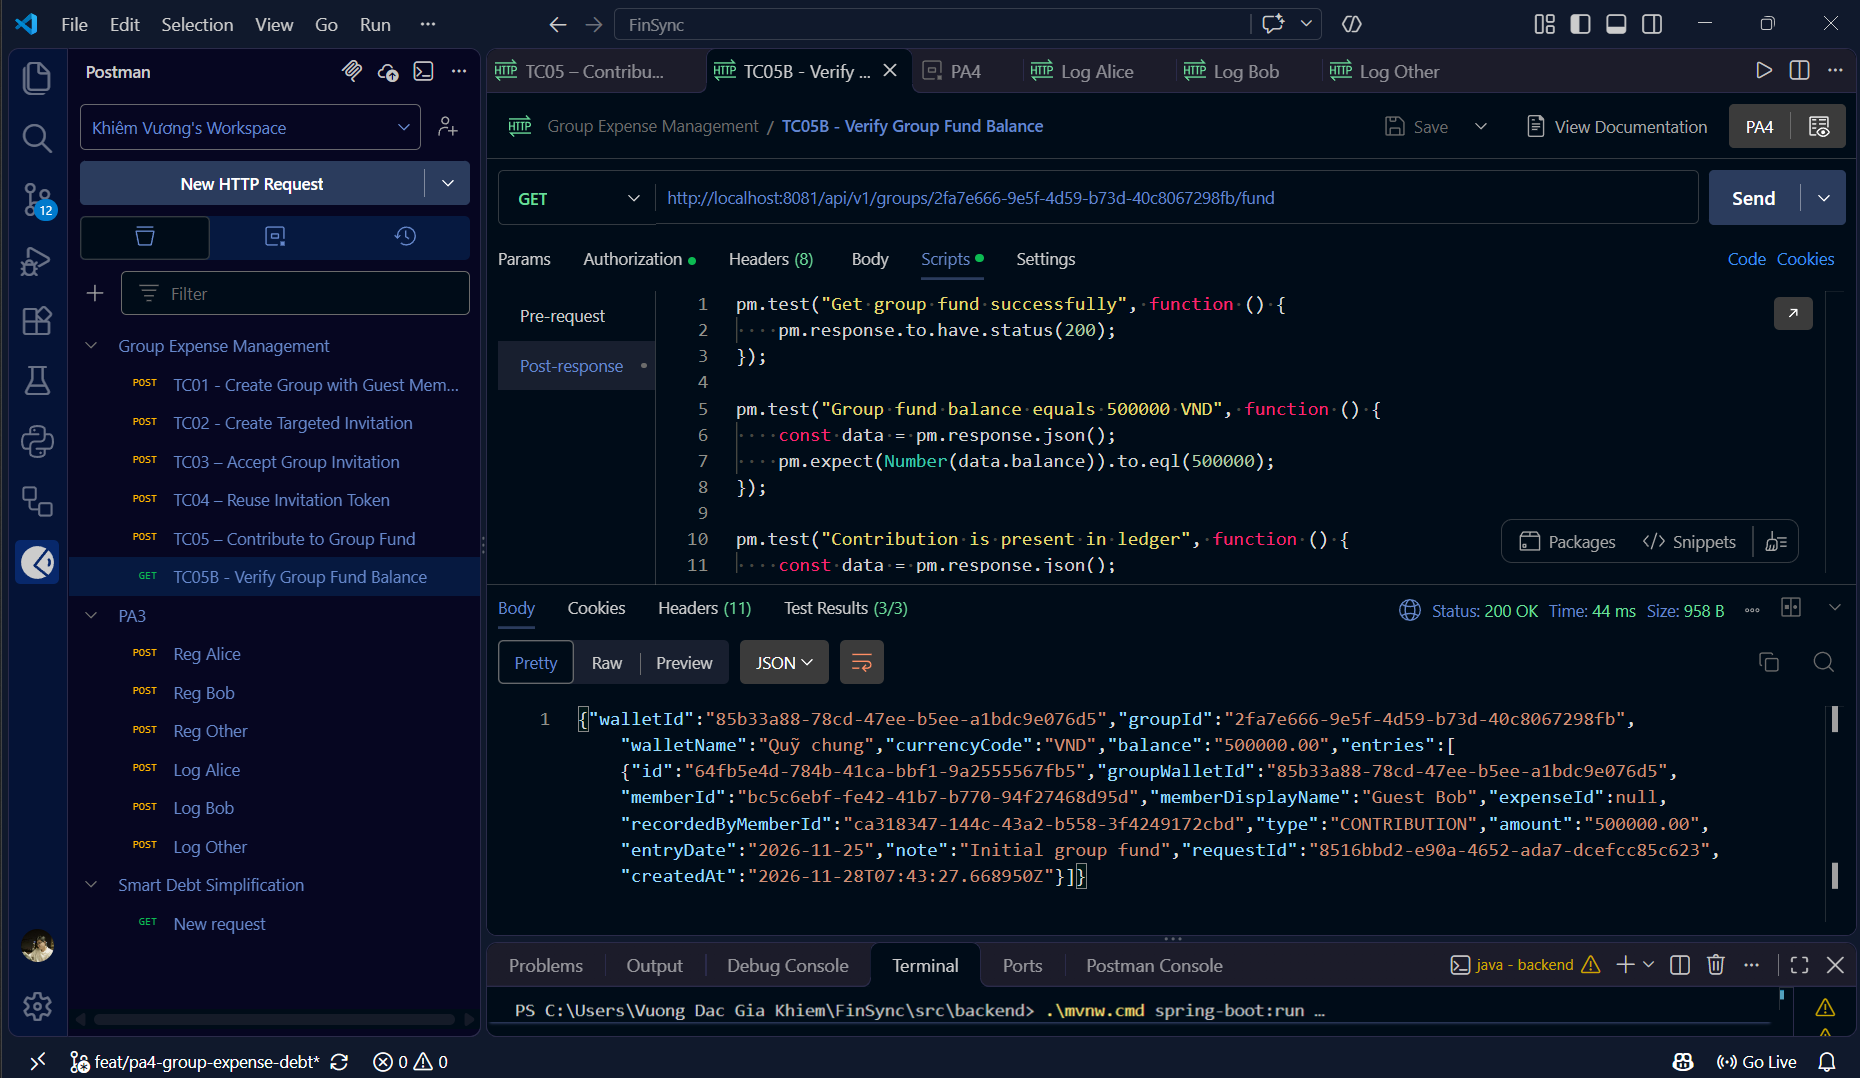 File Edit Selection View Go Run ···
FinSync
Postman
Khiêm Vương's Workspace
New HTTP Request
Filter
Group Expense Management
POST TC01 - Create Group with Guest Mem...
POST TC02 - Create Targeted Invitation
POST TC03 – Accept Group Invitation
POST TC04 – Reuse Invitation Token
POST TC05 – Contribute to Group Fund
GET TC05B - Verify Group Fund Balance
PA3
POST Reg Alice
POST Reg Bob
POST Reg Other
POST Log Alice
POST Log Bob
POST Log Other
Smart Debt Simplification
GET New request
12
HTTP TC05 – Contribu... HTTP TC05B - Verify ... PA4 HTTP Log Alice HTTP Log Bob HTTP Log Other
HTTP Group Expense Management / TC05B - Verify Group Fund Balance Save View Documentation PA4
GET http://localhost:8081/api/v1/groups/2fa7e666-9e5f-4d59-b73d-40c8067298fb/fund Send
Params Authorization Headers (8) Body Scripts Settings Code Cookies
Pre-request
Post-response
1 pm.test("Get group fund successfully", function () {
2 pm.response.to.have.status(200);
3 });
4
5 pm.test("Group fund balance equals 500000 VND", function () {
6 const data = pm.response.json();
7 pm.expect(Number(data.balance)).to.eql(500000);
8 });
9
10 pm.test("Contribution is present in ledger", function () {
11 const data = pm.response.json();
Packages </> Snippets
Body Cookies Headers (11) Test Results (3/3) Status: 200 OK Time: 44 ms Size: 958 B
Pretty Raw Preview JSON
1 {"walletId":"85b33a88-78cd-47ee-b5ee-a1bdc9e076d5","groupId":"2fa7e666-9e5f-4d59-b73d-40c8067298fb",
"walletName":"Quỹ chung","currencyCode":"VND","balance":"500000.00","entries":[
{"id":"64fb5e4d-784b-41ca-bbf1-9a2555567fb5","groupWalletId":"85b33a88-78cd-47ee-b5ee-a1bdc9e076d5",
"memberId":"bc5c6ebf-fe42-41b7-b770-94f27468d95d","memberDisplayName":"Guest Bob","expenseId":null,
"recordedByMemberId":"ca318347-144c-43a2-b558-3f4249172cbd","type":"CONTRIBUTION","amount":"500000.00",
"entryDate":"2026-11-25","note":"Initial group fund","requestId":"8516bbd2-e90a-4652-ada7-dcefcc85c623",
"createdAt":"2026-11-28T07:43:27.668950Z"}]}
Problems Output Debug Console Terminal Ports Postman Console java - backend
PS C:\Users\Vuong Dac Gia Khiem\FinSync\src\backend> .\mvnw.cmd spring-boot:run …
feat/pa4-group-expense-debt* 0 0 Go Live